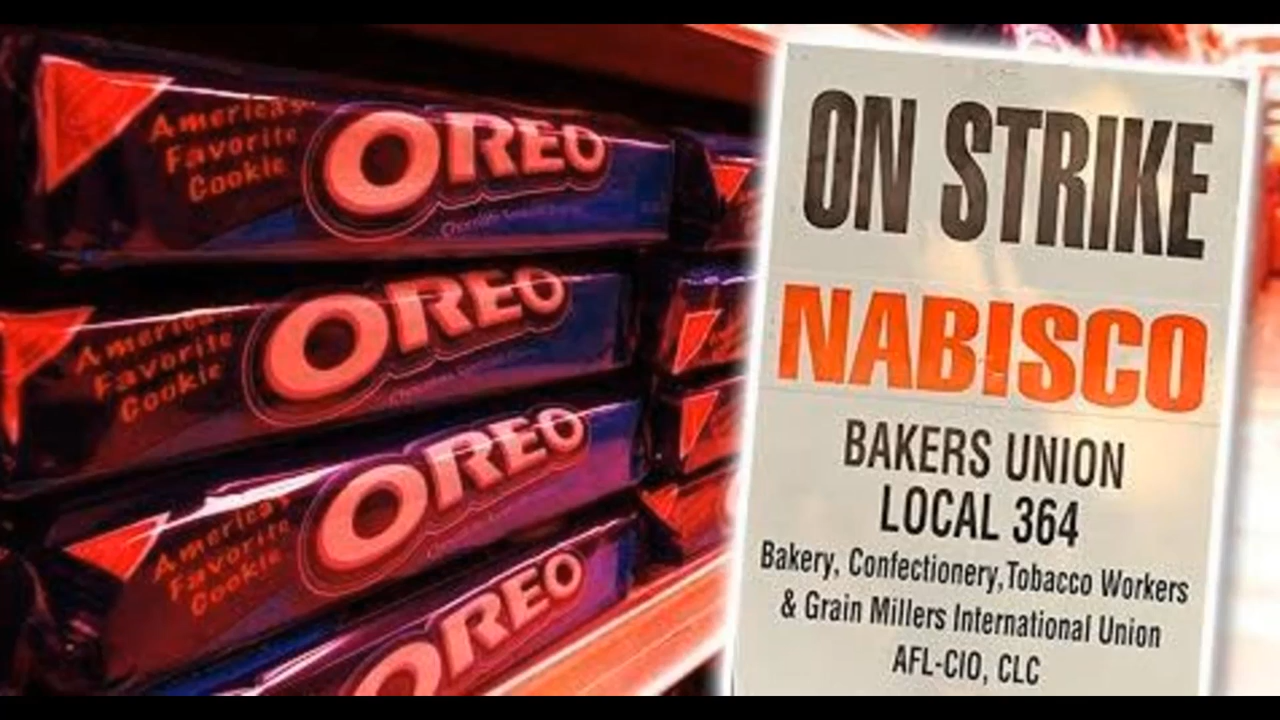 America's
Favorite
Cookie
OREO
America's
Favorite
Cookie
OREO
America's
Favorite
Cookie
OREO
OREO
ON STRIKE
NABISCO
BAKERS UNION
LOCAL 364
Bakery, Confectionery, Tobacco Workers
& Grain Millers International Union
AFL-CIO, CLC